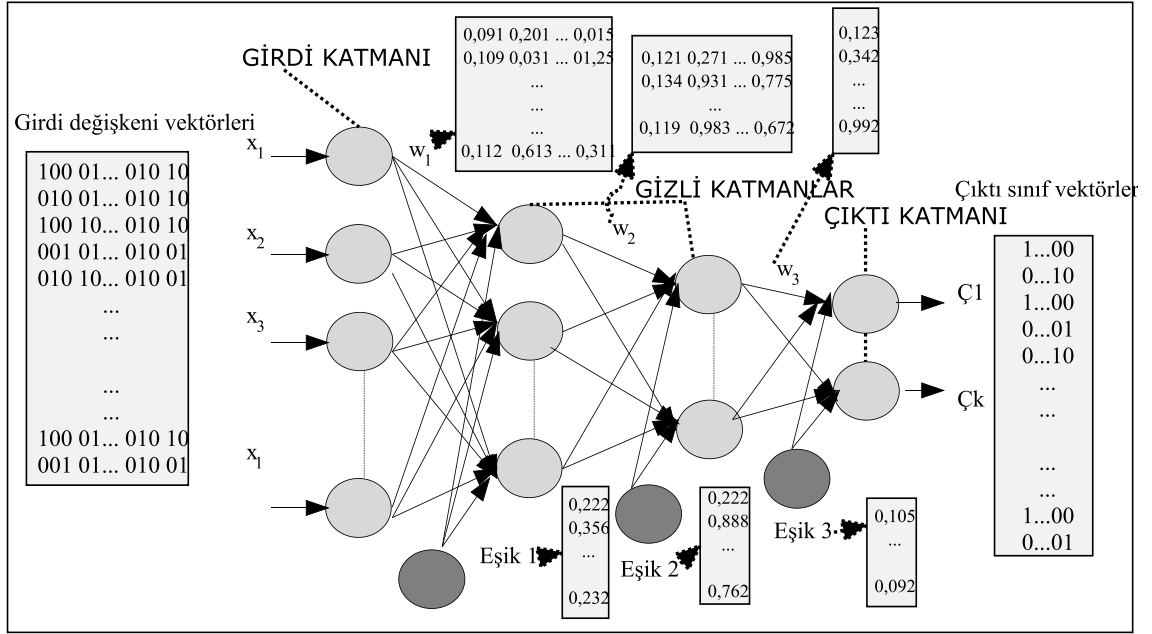 GİRDİ KATMANI
Girdi değişkeni vektörleri
100 01... 010 10
010 01... 010 10
100 10... 010 10
001 01... 010 01
010 10... 010 01
...
...
...
...
100 01... 010 10
001 01... 010 01
x1
x2
x3
x1
w1
0,091 0,201 ... 0,015
0,109 0,031 ... 01,25
...
...
...
0,112 0,613 ... 0,311
0,121 0,271 ... 0,985
0,134 0,931 ... 0,775
...
0,119 0,983 ... 0,672
0,123
0,342
...
...
0,992
GİZLİ KATMANLAR
w2
w3
ÇIKTI KATMANI
Çıktı sınıf vektörler
Ç1
Çk
1...00
0...10
1...00
0...01
0...10
...
...
...
...
1...00
0...01
Eşik 1
0,222
0,356
...
0,232
Eşik 2
0,222
0,888
...
0,762
Eşik 3
0,105
...
0,092